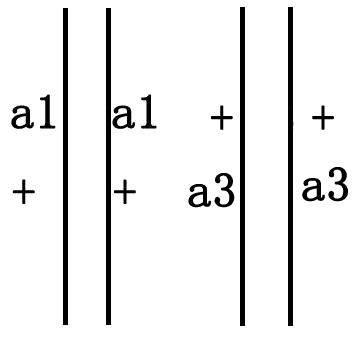 a1 a1 + +
+ + a3 a3